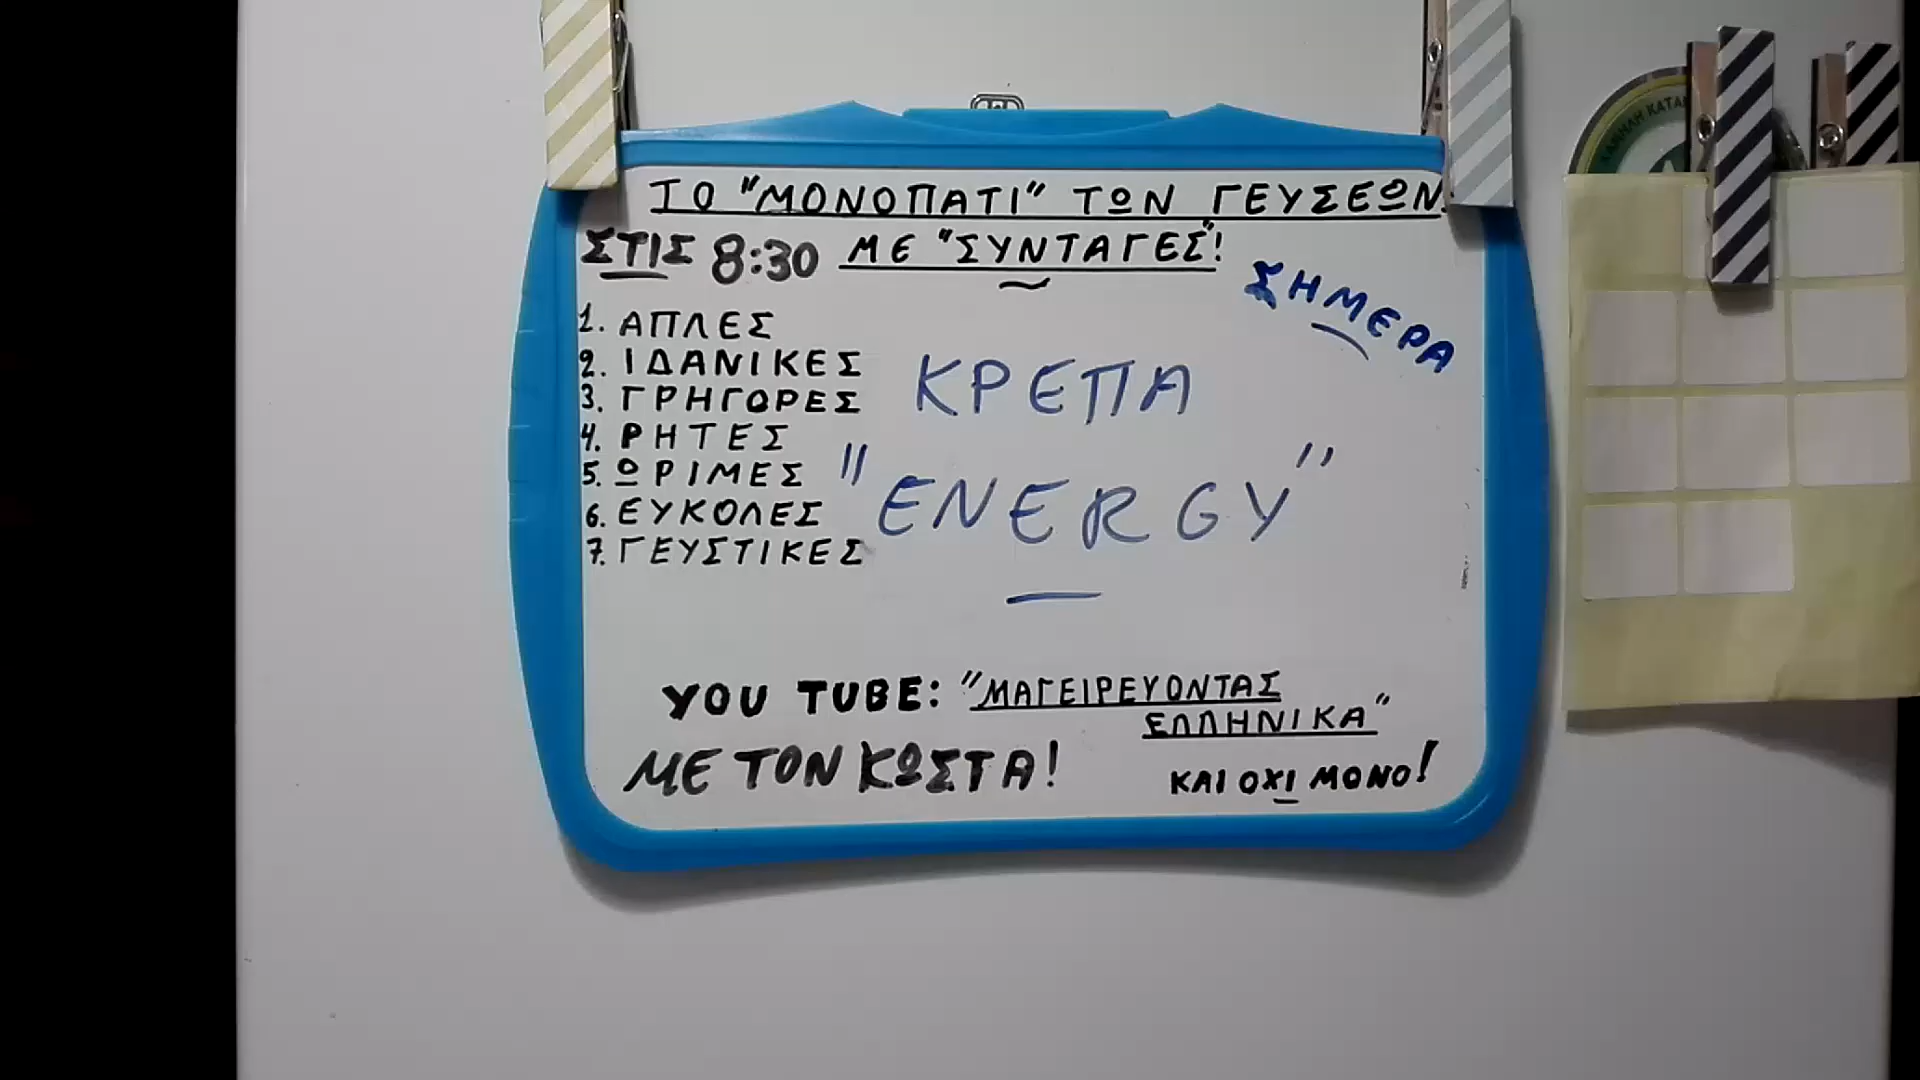 ΤΟ "ΜΟΝΟΠΑΤΙ" ΤΩΝ ΓΕΥΣΕΩΝ!
ΣΤΙΣ 8:30 ΜΕ "ΣΥΝΤΑΓΕΣ"!
ΣΗΜΕΡΑ
1. ΑΠΛΕΣ
2. ΙΔΑΝΙΚΕΣ
3. ΓΡΗΓΟΡΕΣ
4. ΡΗΤΕΣ
5. ΩΡΙΜΕΣ
6. ΕΥΚΟΛΕΣ
7. ΓΕΥΣΤΙΚΕΣ
ΚΡΕΠΑ
"ENERGY"
YOU TUBE: "ΜΑΓΕΙΡΕΥΟΝΤΑΣ
ΕΛΛΗΝΙΚΑ"
ΜΕ ΤΟΝ ΚΩΣΤΑ!
ΚΑΙ ΟΧΙ ΜΟΝΟ!